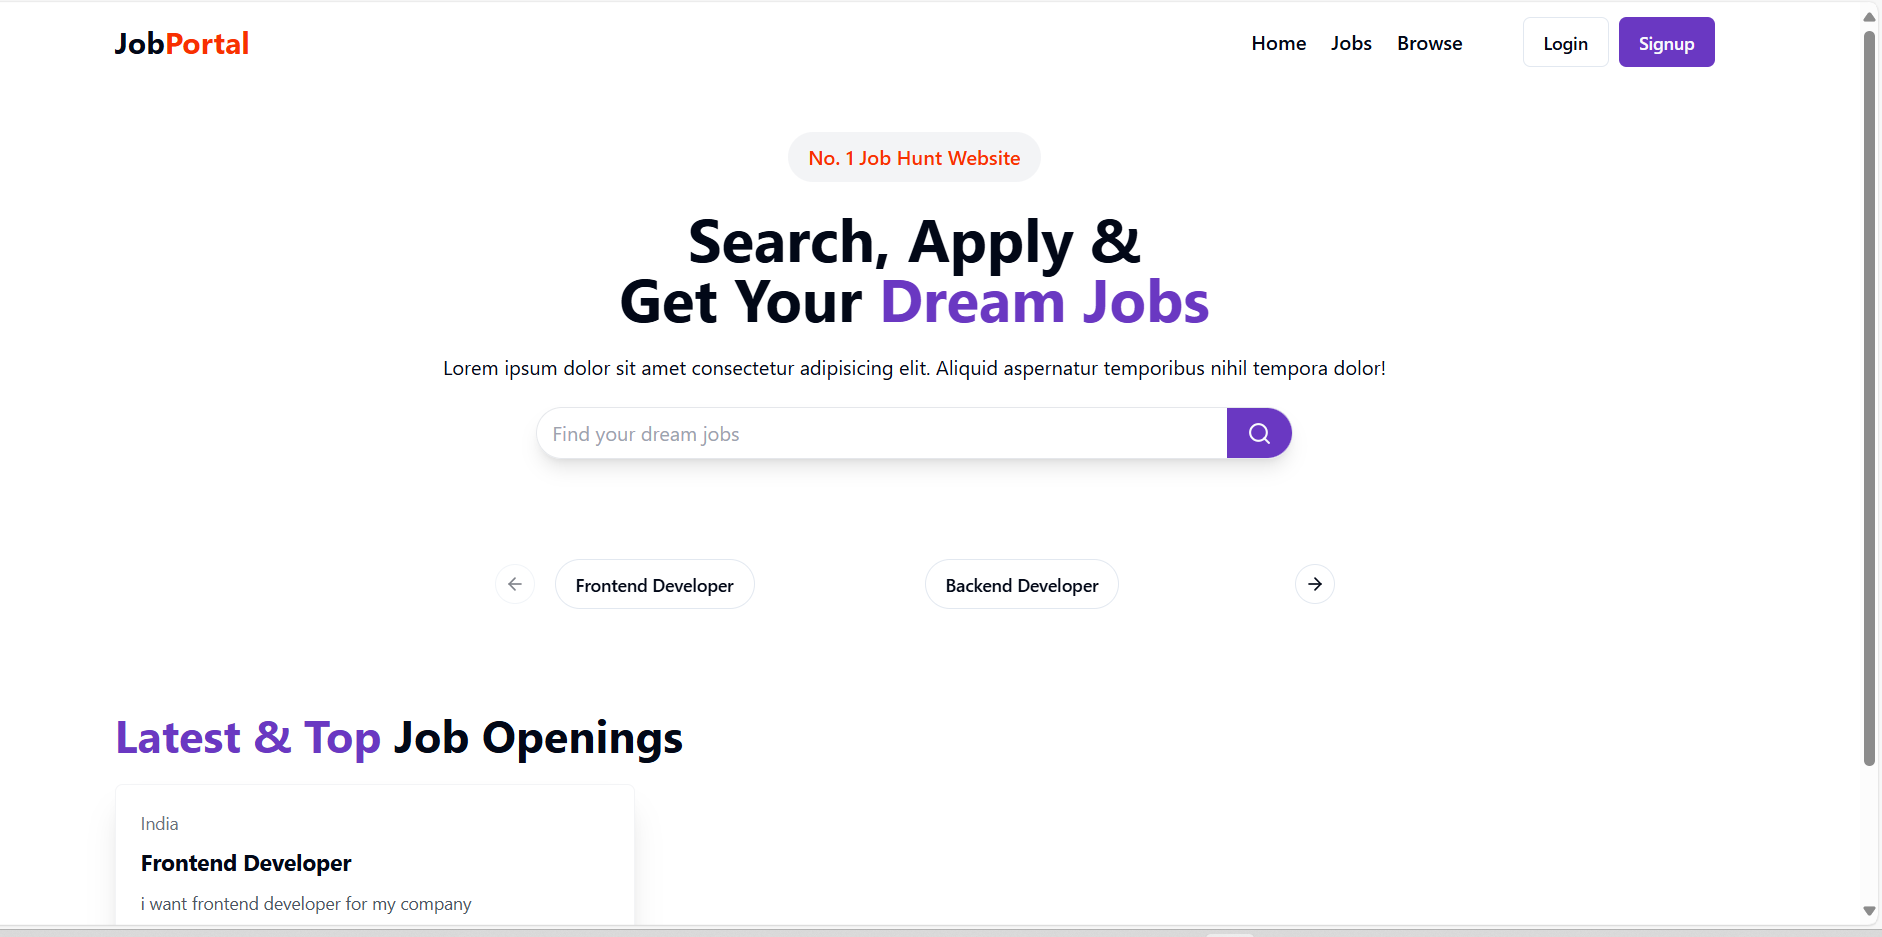 JobPortal
Home Jobs Browse Login Signup
No. 1 Job Hunt Website
Search, Apply &
Get Your Dream Jobs
Lorem ipsum dolor sit amet consectetur adipisicing elit. Aliquid aspernatur temporibus nihil tempora dolor!
Find your dream jobs
Frontend Developer Backend Developer
Latest & Top Job Openings
India
Frontend Developer
i want frontend developer for my company